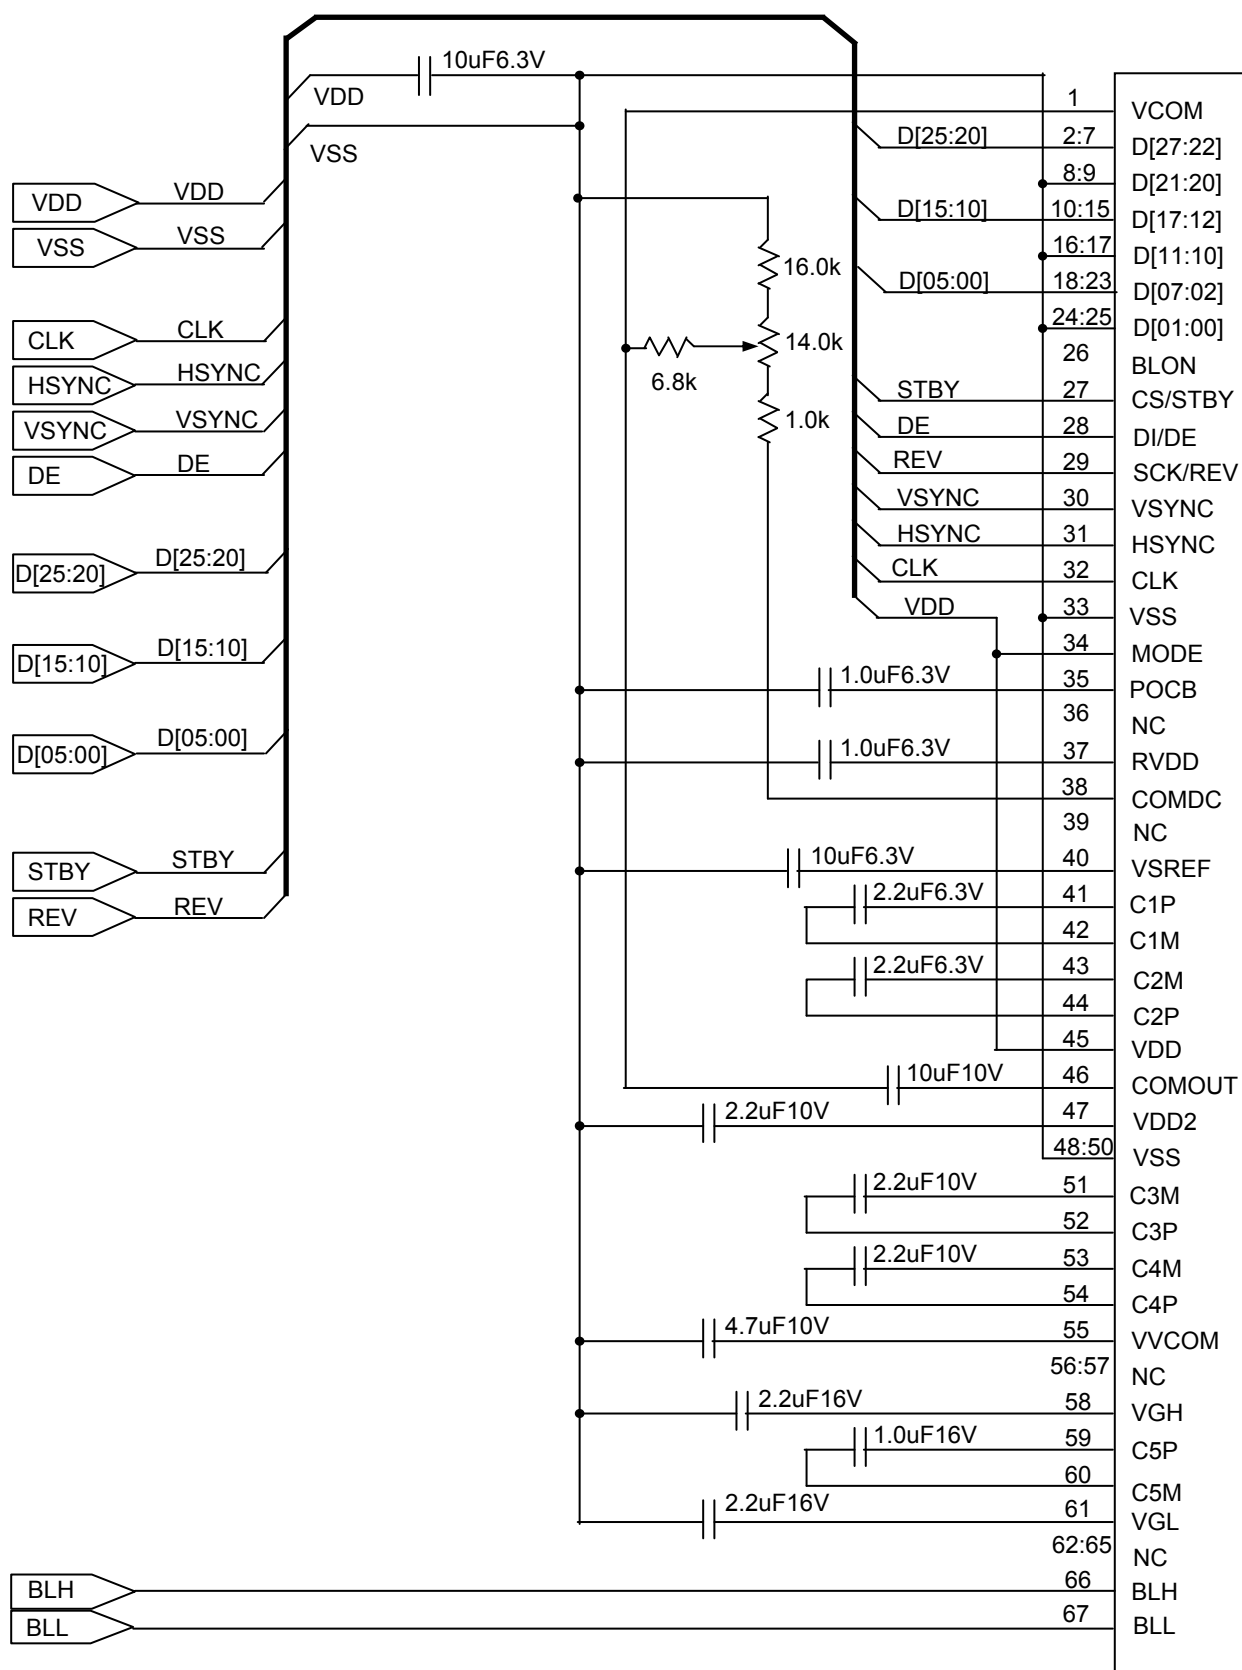 10uF6.3V
VDD
VSS
VDD VDD
VSS VSS
CLK CLK
HSYNC HSYNC
VSYNC VSYNC
DE DE
D[25:20] D[25:20]
D[15:10] D[15:10]
D[05:00] D[05:00]
STBY STBY
REV REV
BLH
BLL
16.0k
14.0k
6.8k
1.0k
1 VCOM
D[25:20] 2:7 D[27:22]
8:9 D[21:20]
D[15:10] 10:15 D[17:12]
16:17 D[11:10]
D[05:00] 18:23 D[07:02]
24:25 D[01:00]
26 BLON
STBY 27 CS/STBY
DE 28 DI/DE
REV 29 SCK/REV
VSYNC 30 VSYNC
HSYNC 31 HSYNC
CLK 32 CLK
VDD 33 VSS
34 MODE
1.0uF6.3V 35 POCB
36 NC
1.0uF6.3V 37 RVDD
38 COMDC
39 NC
10uF6.3V 40 VSREF
2.2uF6.3V 41 C1P
42 C1M
2.2uF6.3V 43 C2M
44 C2P
45 VDD
10uF10V 46 COMOUT
2.2uF10V 47 VDD2
48:50 VSS
2.2uF10V 51 C3M
52 C3P
2.2uF10V 53 C4M
54 C4P
4.7uF10V 55 VVCOM
56:57 NC
2.2uF16V 58 VGH
1.0uF16V 59 C5P
60 C5M
2.2uF16V 61 VGL
62:65 NC
66 BLH
67 BLL